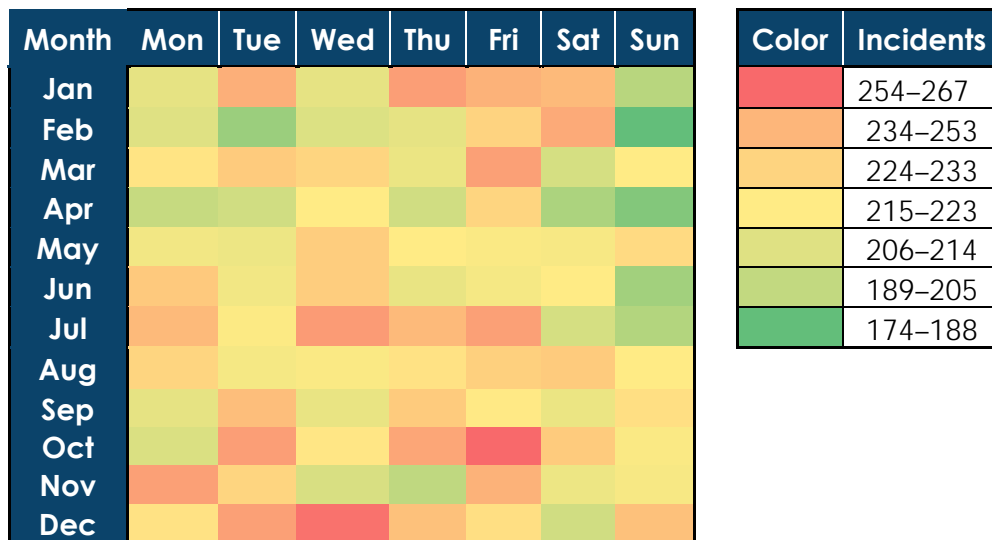 Month Mon Tue Wed Thu Fri Sat Sun
Jan
Feb
Mar
Apr
May
Jun
Jul
Aug
Sep
Oct
Nov
Dec
Color Incidents
254–267
234–253
224–233
215–223
206–214
189–205
174–188